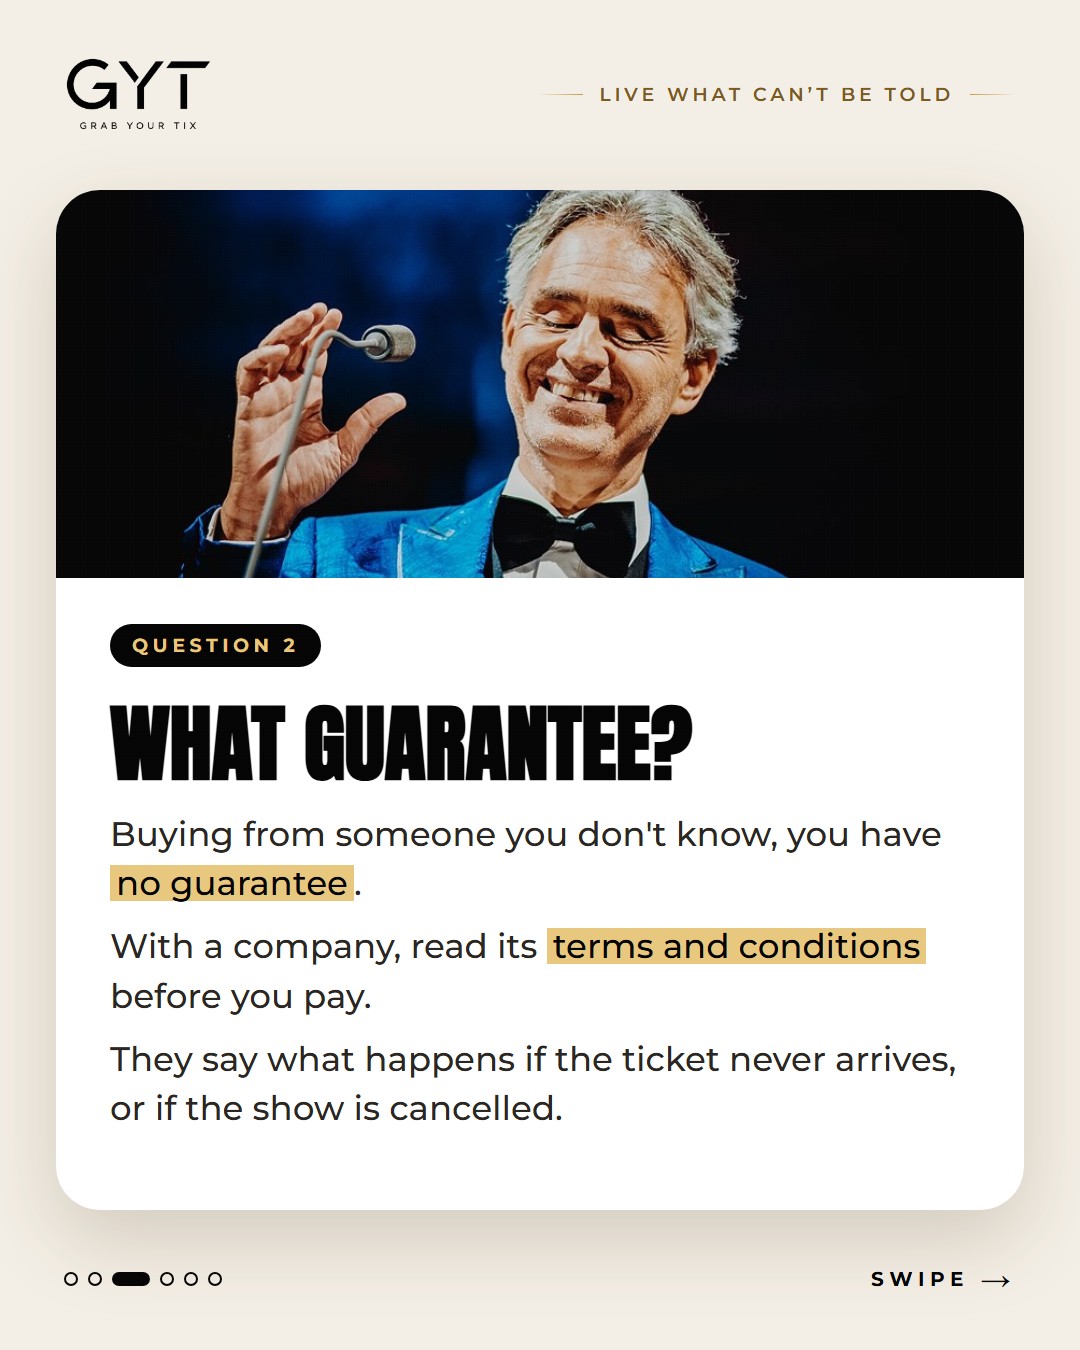 GYT
GRAB YOUR TIX
LIVE WHAT CAN’T BE TOLD
QUESTION 2
WHAT GUARANTEE?
Buying from someone you don't know, you have
no guarantee.
With a company, read its terms and conditions
before you pay.
They say what happens if the ticket never arrives,
or if the show is cancelled.
SWIPE →